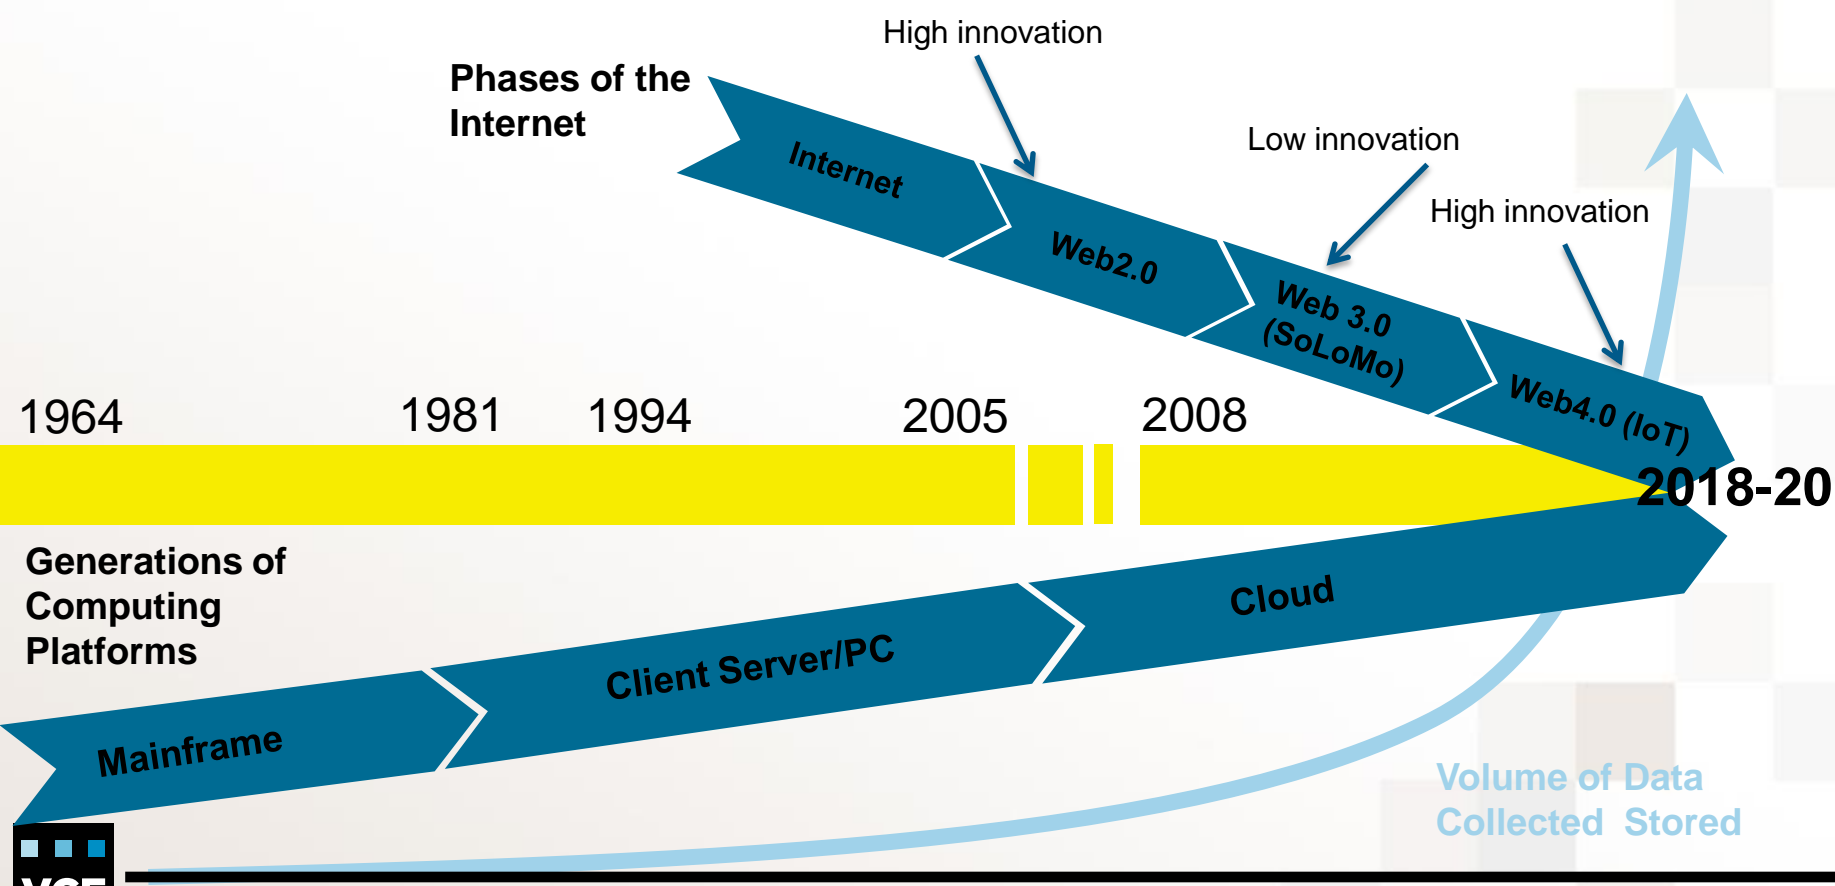 High innovation
Phases of the
Internet
Low innovation
High innovation
Internet
Web2.0
Web 3.0
(SoLoMo)
Web4.0 (IoT)
1964
1981
1994
2005
2008
2018-20
Generations of
Computing
Platforms
Cloud
Client Server/PC
Mainframe
Volume of Data
Collected Stored
VCE